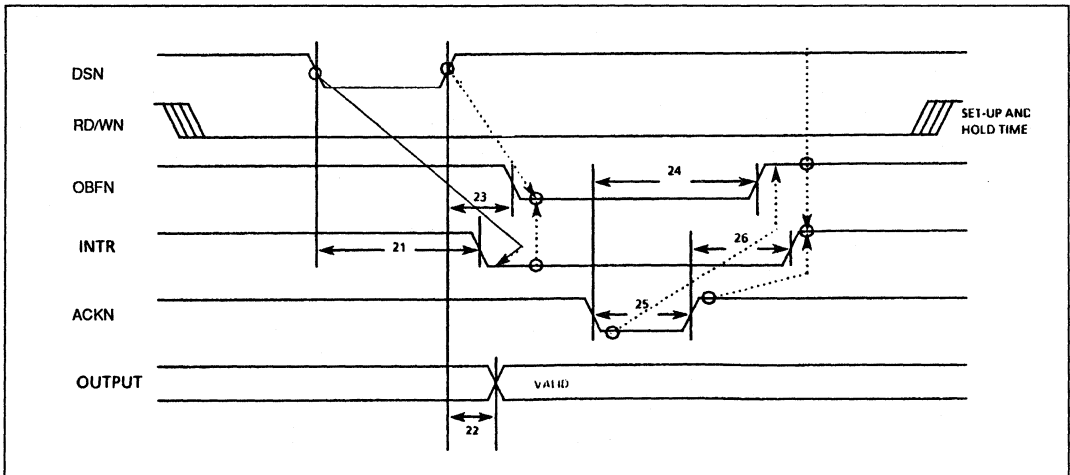 DSN
RD/WN
SET-UP AND
HOLD TIME
OBFN
24
23
INTR
21
26
ACKN
25
OUTPUT
VALID
22